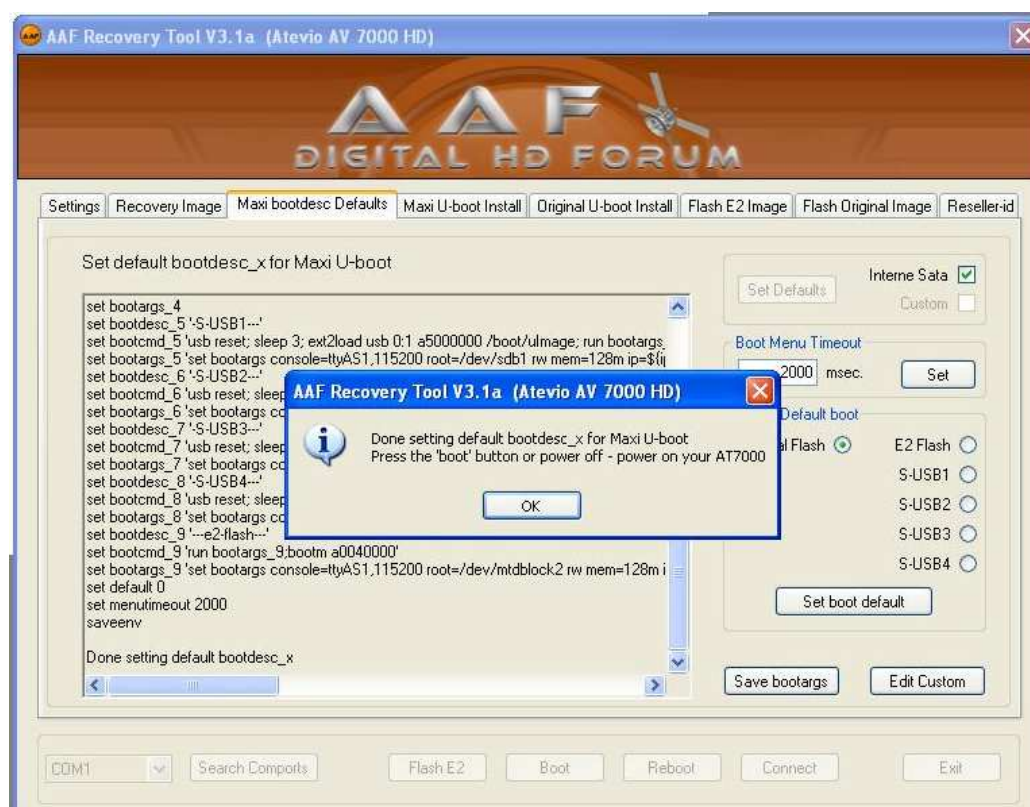 AAF Recovery Tool V3.1a (Atevio AV 7000 HD)
AAF
DIGITAL HD FORUM
Settings Recovery Image Maxi bootdesc Defaults Maxi U-boot Install Original U-boot Install Flash E2 Image Flash Original Image Reseller-id
Set default bootdesc_x for Maxi U-boot
set bootargs_4
set bootdesc_5 '-S-USB1---'
set bootcmd_5 'usb reset; sleep 3; ext2load usb 0:1 a5000000 /boot/uImage; run bootargs_
set bootargs_5 'set bootargs console=ttyAS1,115200 root=/dev/sdb1 rw mem=128m ip=${ij
set bootdesc_6 '-S-USB2---'
set bootcmd_6 'usb reset; sleep
set bootargs_6 'set bootargs co
set bootdesc_7 '-S-USB3---'
set bootcmd_7 'usb reset; sleep
set bootargs_7 'set bootargs co
set bootdesc_8 '-S-USB4---'
set bootcmd_8 'usb reset; sleep
set bootargs_8 'set bootargs co
set bootdesc_9 '---e2-flash---'
set bootcmd_9 'run bootargs_9;bootm a0040000'
set bootargs_9 'set bootargs console=ttyAS1,115200 root=/dev/mtdblock2 rw mem=128m i
set default 0
set menutimeout 2000
saveenv
Done setting default bootdesc_x
AAF Recovery Tool V3.1a (Atevio AV 7000 HD)
Done setting default bootdesc_x for Maxi U-boot
Press the 'boot' button or power off - power on your AT7000
OK
Set Defaults
Interne Sata
Custom
Boot Menu Timeout
2000 msec. Set
Default boot
al Flash E2 Flash
S-USB1
S-USB2
S-USB3
S-USB4
Set boot default
Save bootargs Edit Custom
COM1 Search Comports Flash E2 Boot Reboot Connect Exit